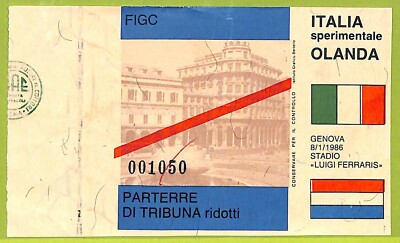 FIGC
001050
PARTERRE
DI TRIBUNA ridotti
CONSERVARE PER IL CONTROLLO
ITALIA
sperimentale
OLANDA
GENOVA
8/1/1986
STADIO
«LUIGI FERRARIS»